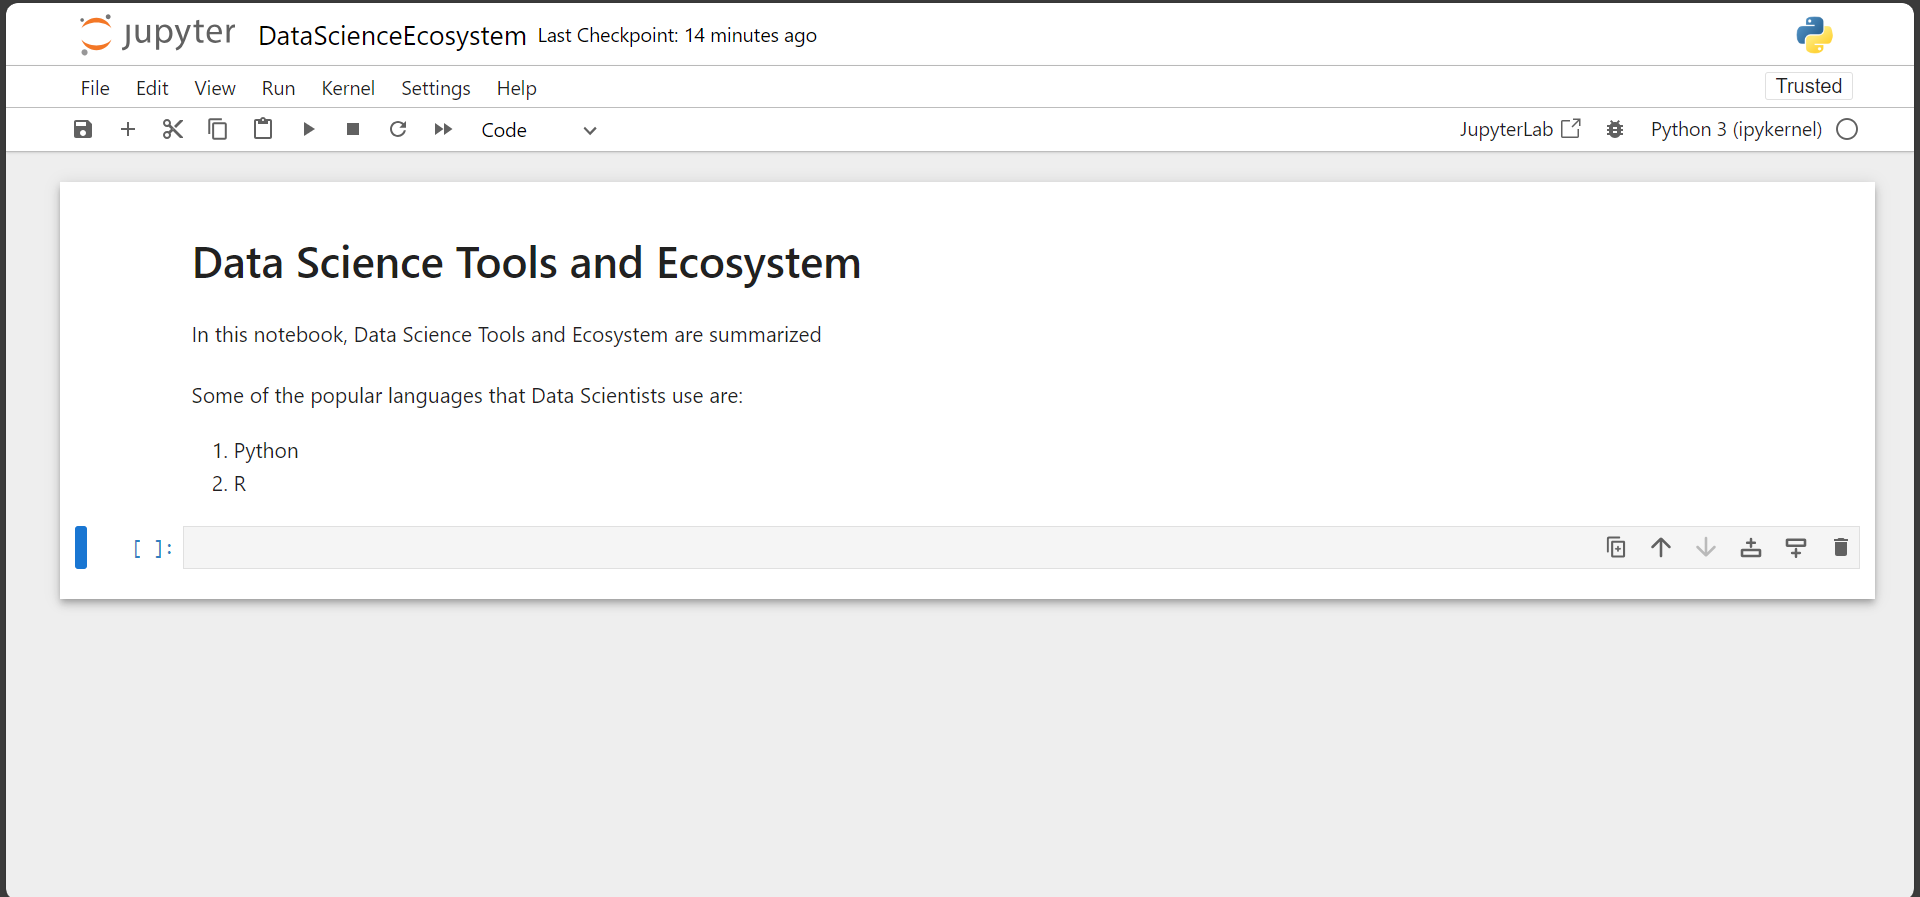 jupyter DataScienceEcosystem Last Checkpoint: 14 minutes ago
File Edit View Run Kernel Settings Help Trusted
Code JupyterLab Python 3 (ipykernel)
Data Science Tools and Ecosystem
In this notebook, Data Science Tools and Ecosystem are summarized
Some of the popular languages that Data Scientists use are:
1. Python
2. R
[ ]: